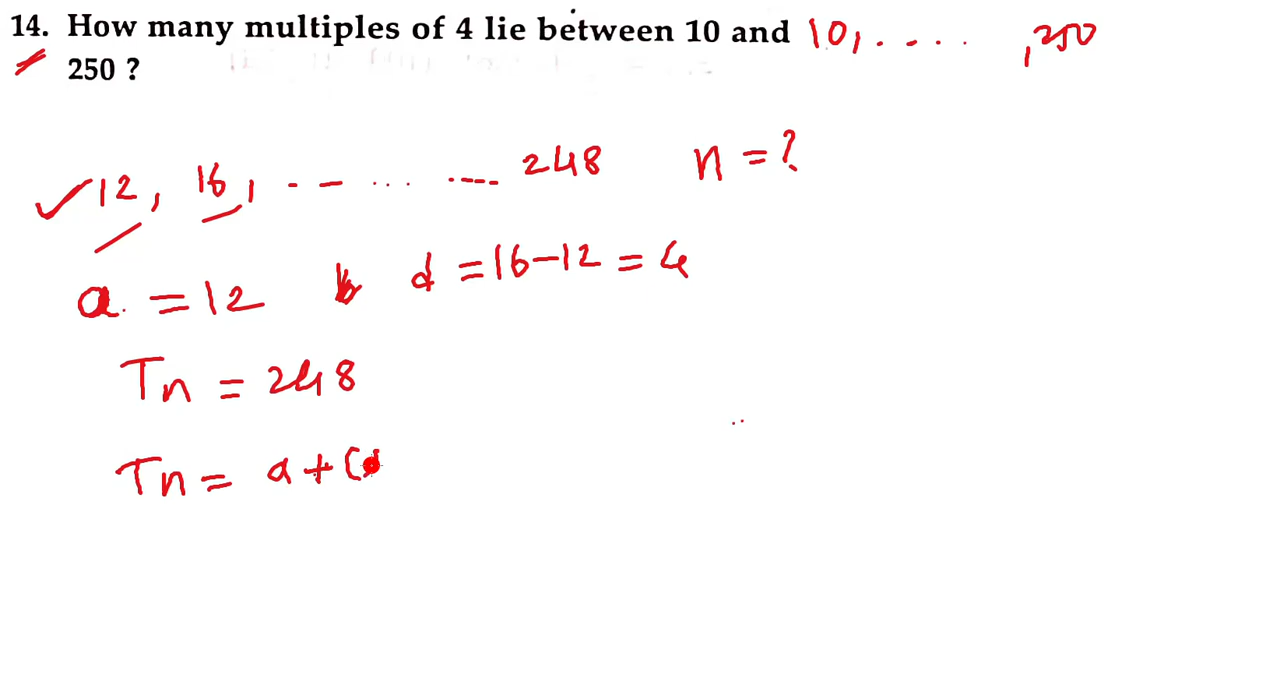 14. How many multiples of 4 lie between 10 and 10, . . . . , 250
250 ?
12, 16, -- ... .--- 248 n = ?
a = 12 d = 16-12 = 4
Tn = 248
Tn = a + (